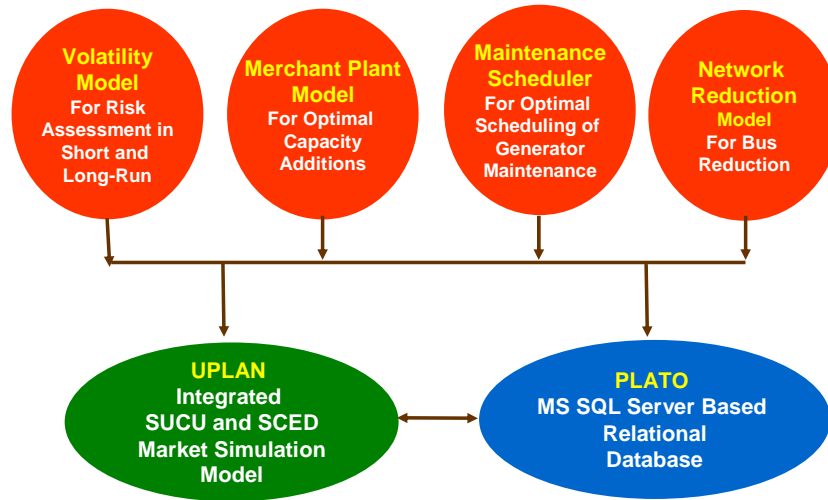 Volatility
Model
For Risk
Assessment in
Short and
Long-Run
Merchant Plant
Model
For Optimal
Capacity
Additions
Maintenance
Scheduler
For Optimal
Scheduling of
Generator
Maintenance
Network
Reduction
Model
For Bus
Reduction
UPLAN
Integrated
SUCU and SCED
Market Simulation
Model
PLATO
MS SQL Server Based
Relational
Database